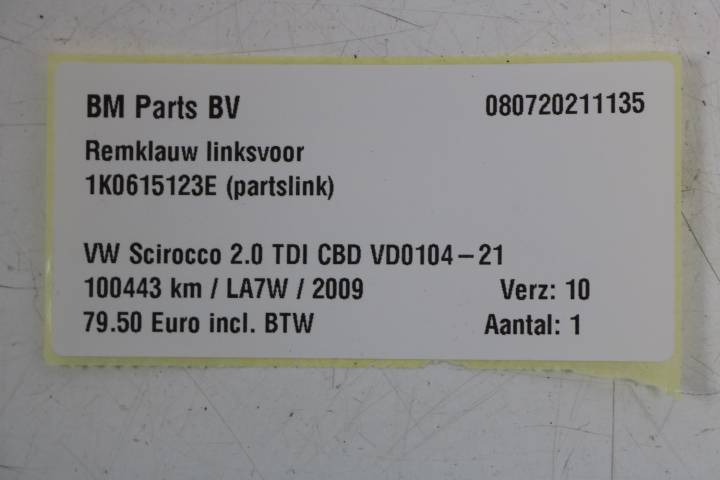 BM Parts BV 080720211135
Remklauw linksvoor
1K0615123E (partslink)
VW Scirocco 2.0 TDI CBD VD0104-21
100443 km / LA7W / 2009 Verz: 10
79.50 Euro incl. BTW Aantal: 1